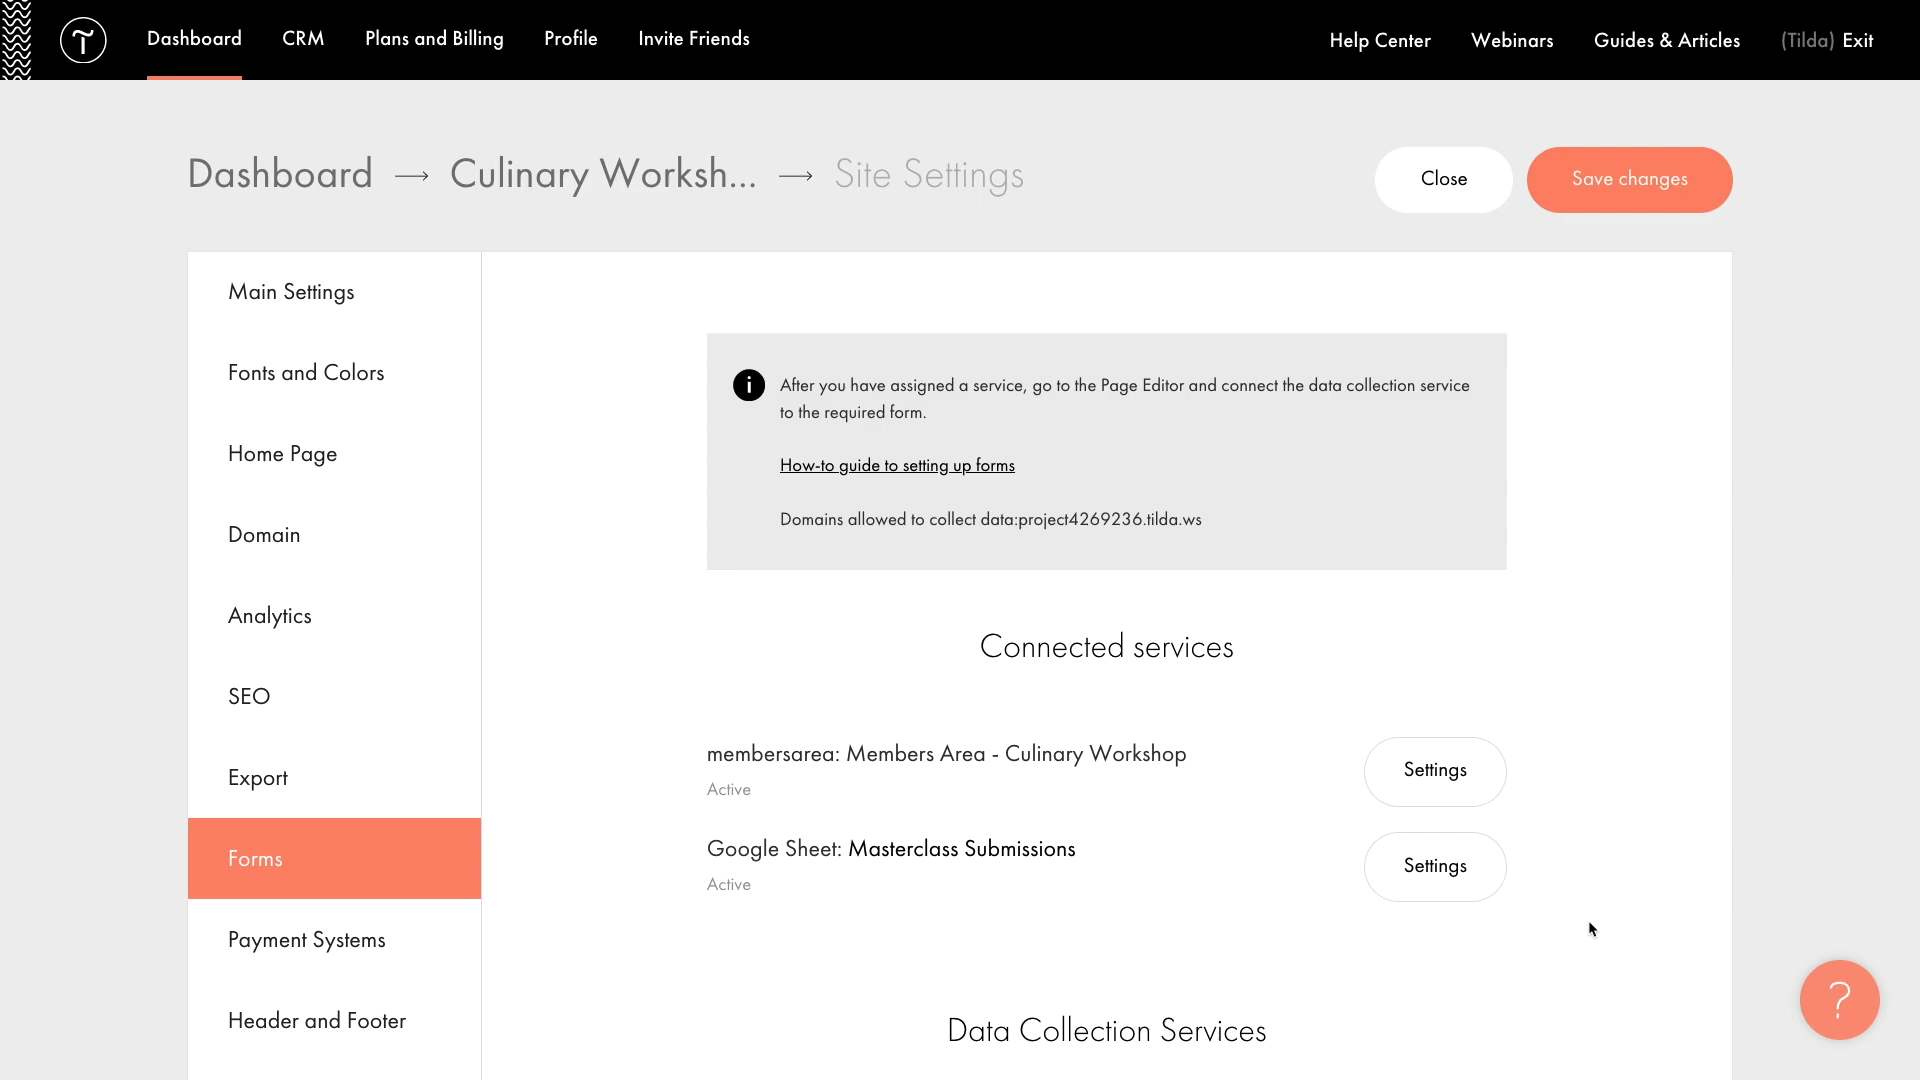 Dashboard CRM Plans and Billing Profile Invite Friends Help Center Webinars Guides & Articles (Tilda) Exit
Dashboard → Culinary Worksh... → Site Settings
Close
Save changes
Main Settings
Fonts and Colors
Home Page
Domain
Analytics
SEO
Export
Forms
Payment Systems
Header and Footer
After you have assigned a service, go to the Page Editor and connect the data collection service
to the required form.
How-to guide to setting up forms
Domains allowed to collect data:project4269236.tilda.ws
Connected services
membersarea: Members Area - Culinary Workshop
Active
Settings
Google Sheet: Masterclass Submissions
Active
Settings
Data Collection Services
?